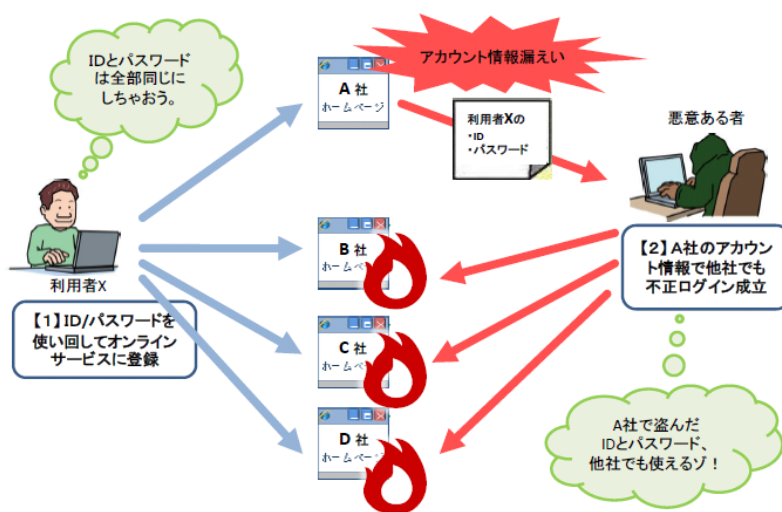 IDとパスワード
は全部同じに
しちゃおう。
利用者X
【1】ID/パスワードを
使い回してオンライン
サービスに登録
A 社
ホームページ
アカウント情報漏えい
利用者Xの
・ID
・パスワード
悪意ある者
B 社
ホームページ
C 社
ホームページ
D 社
ホームページ
【2】A社のアカウン
ト情報で他社でも
不正ログイン成立
A社で盗んだ
IDとパスワード、
他社でも使えるゾ！